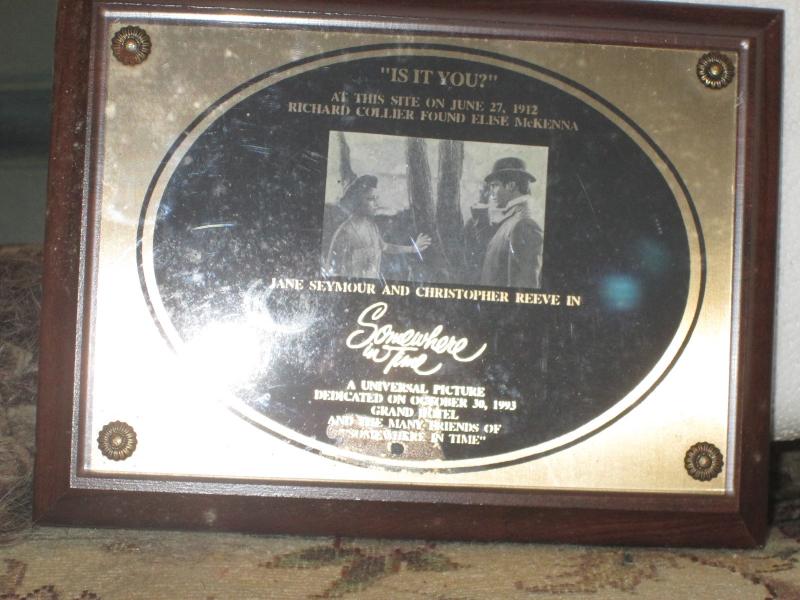 "IS IT YOU?"
AT THIS SITE ON JUNE 27, 1912
RICHARD COLLIER FOUND ELISE McKENNA
JANE SEYMOUR AND CHRISTOPHER REEVE IN
Somewhere
in Time
A UNIVERSAL PICTURE
DEDICATED ON OCTOBER 30, 1993
GRAND HOTEL
AND THE MANY FRIENDS OF
"SOMEWHERE IN TIME"